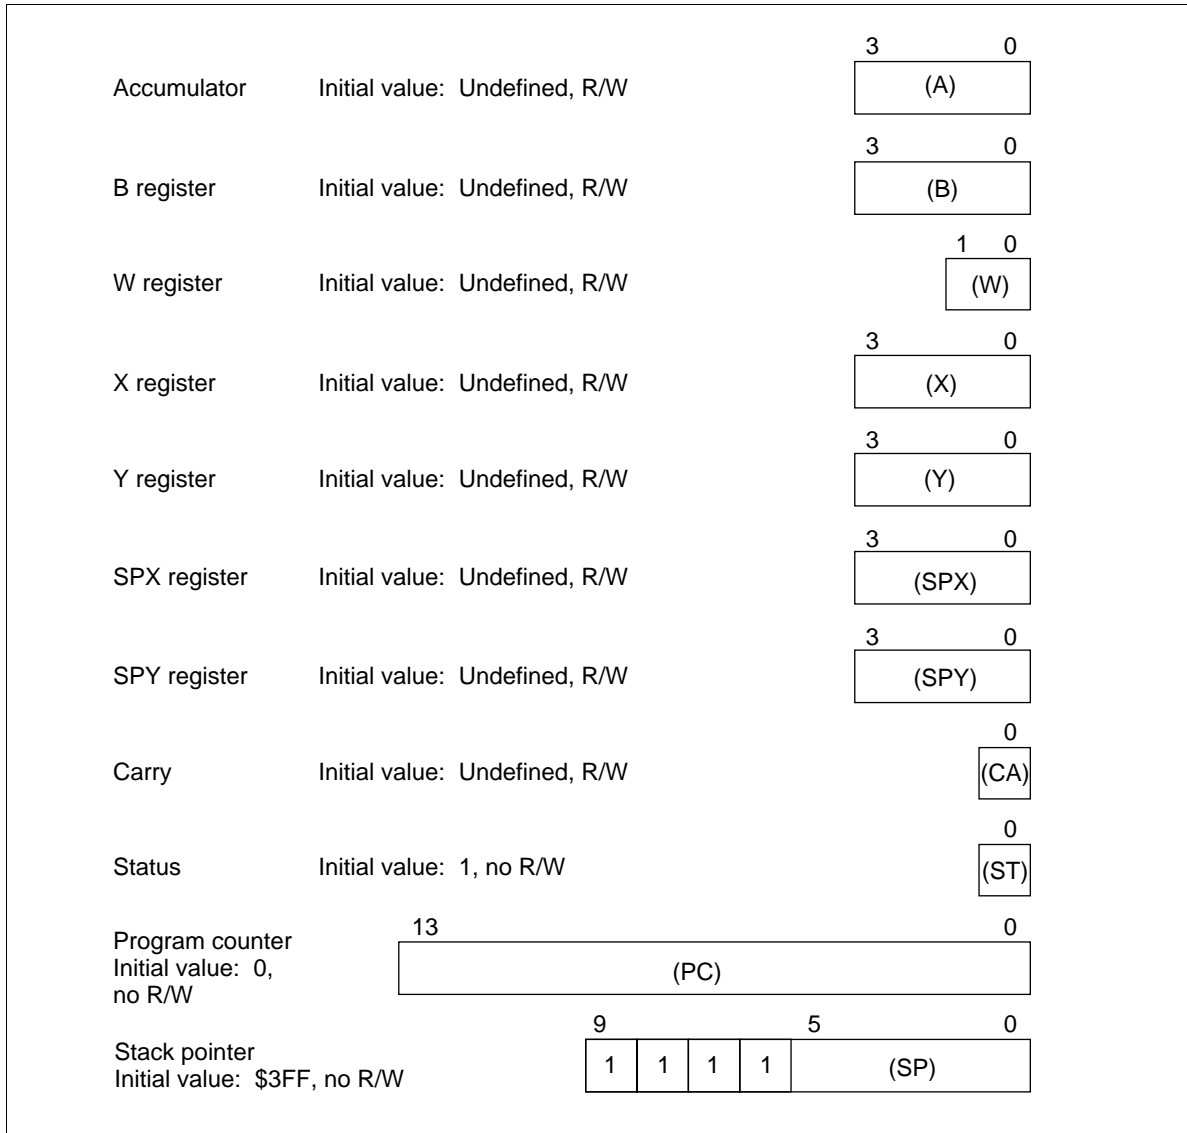 3 0
Accumulator Initial value: Undefined, R/W (A)
3 0
B register Initial value: Undefined, R/W (B)
1 0
W register Initial value: Undefined, R/W (W)
3 0
X register Initial value: Undefined, R/W (X)
3 0
Y register Initial value: Undefined, R/W (Y)
3 0
SPX register Initial value: Undefined, R/W (SPX)
3 0
SPY register Initial value: Undefined, R/W (SPY)
0
Carry Initial value: Undefined, R/W (CA)
0
Status Initial value: 1, no R/W (ST)
13 0
Program counter
Initial value: 0,
no R/W
(PC)
9 5 0
Stack pointer
Initial value: $3FF, no R/W
1 1 1 1 (SP)